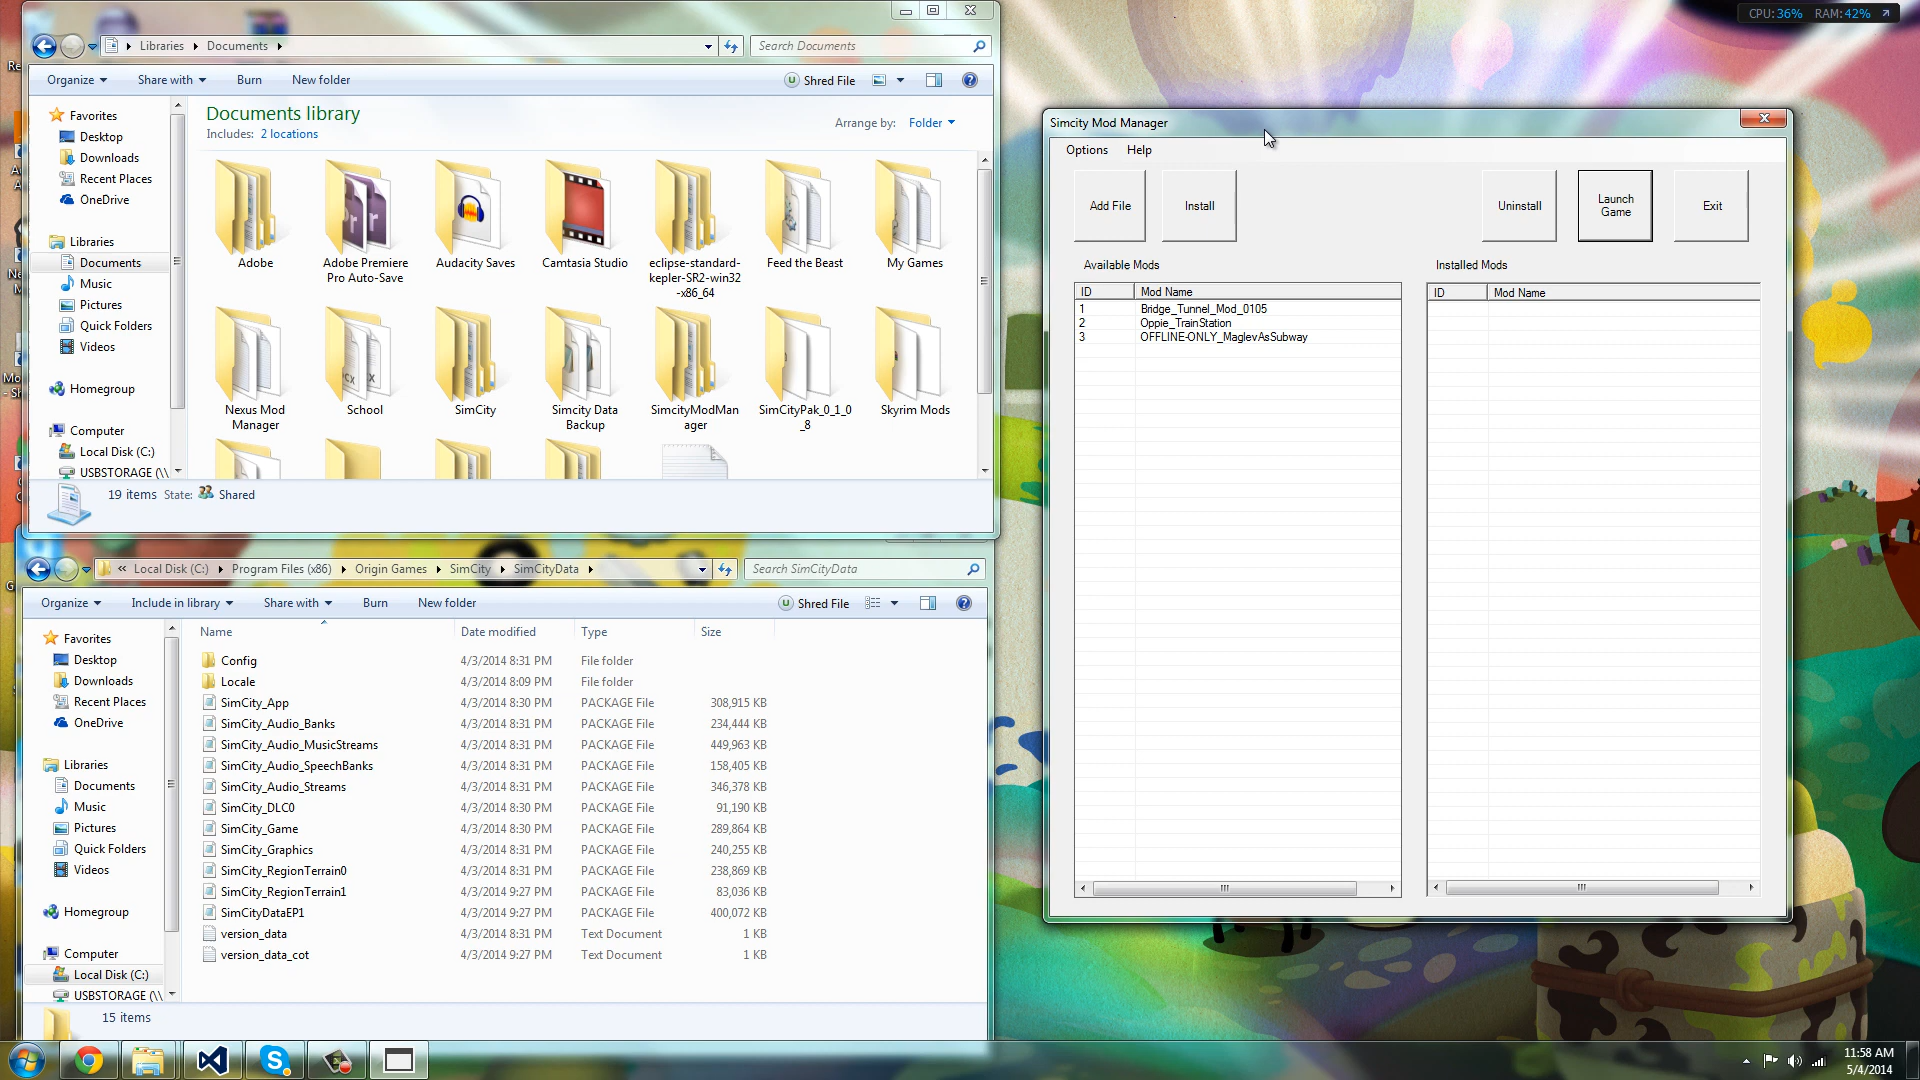 CPU: 36% RAM: 42%
Libraries Documents
Search Documents
Organize Share with Burn New folder
Shred File
Favorites
Desktop
Downloads
Recent Places
OneDrive
Libraries
Documents
Music
Pictures
Quick Folders
Videos
Homegroup
Computer
Local Disk (C:)
USBSTORAGE (\\
Documents library
Includes: 2 locations
Arrange by: Folder
Adobe
Adobe Premiere
Pro Auto-Save
Audacity Saves
Camtasia Studio
eclipse-standard-
kepler-SR2-win32
-x86_64
Feed the Beast
My Games
Nexus Mod
Manager
School
SimCity
Simcity Data
Backup
SimcityModMan
ager
SimCityPak_0_1_0
_8
Skyrim Mods
19 items State: Shared
« Local Disk (C:) Program Files (x86) Origin Games SimCity SimCityData
Search SimCityData
Organize Include in library Share with Burn New folder
Shred File
Favorites
Desktop
Downloads
Recent Places
OneDrive
Libraries
Documents
Music
Pictures
Quick Folders
Videos
Homegroup
Computer
Local Disk (C:)
USBSTORAGE (\\
Name Date modified Type Size
Config 4/3/2014 8:31 PM File folder
Locale 4/3/2014 8:09 PM File folder
SimCity_App 4/3/2014 8:30 PM PACKAGE File 308,915 KB
SimCity_Audio_Banks 4/3/2014 8:31 PM PACKAGE File 234,444 KB
SimCity_Audio_MusicStreams 4/3/2014 8:31 PM PACKAGE File 449,963 KB
SimCity_Audio_SpeechBanks 4/3/2014 8:31 PM PACKAGE File 158,405 KB
SimCity_Audio_Streams 4/3/2014 8:31 PM PACKAGE File 346,378 KB
SimCity_DLC0 4/3/2014 8:30 PM PACKAGE File 91,190 KB
SimCity_Game 4/3/2014 8:30 PM PACKAGE File 289,864 KB
SimCity_Graphics 4/3/2014 8:31 PM PACKAGE File 240,255 KB
SimCity_RegionTerrain0 4/3/2014 8:31 PM PACKAGE File 238,869 KB
SimCity_RegionTerrain1 4/3/2014 9:27 PM PACKAGE File 83,036 KB
SimCityDataEP1 4/3/2014 9:27 PM PACKAGE File 400,072 KB
version_data 4/3/2014 8:31 PM Text Document 1 KB
version_data_cot 4/3/2014 9:27 PM Text Document 1 KB
15 items
Simcity Mod Manager
Options Help
Add File
Install
Uninstall
Launch
Game
Exit
Available Mods
ID Mod Name
1 Bridge_Tunnel_Mod_0105
2 Oppie_TrainStation
3 OFFLINE-ONLY_MaglevAsSubway
Installed Mods
ID Mod Name
11:58 AM
5/4/2014